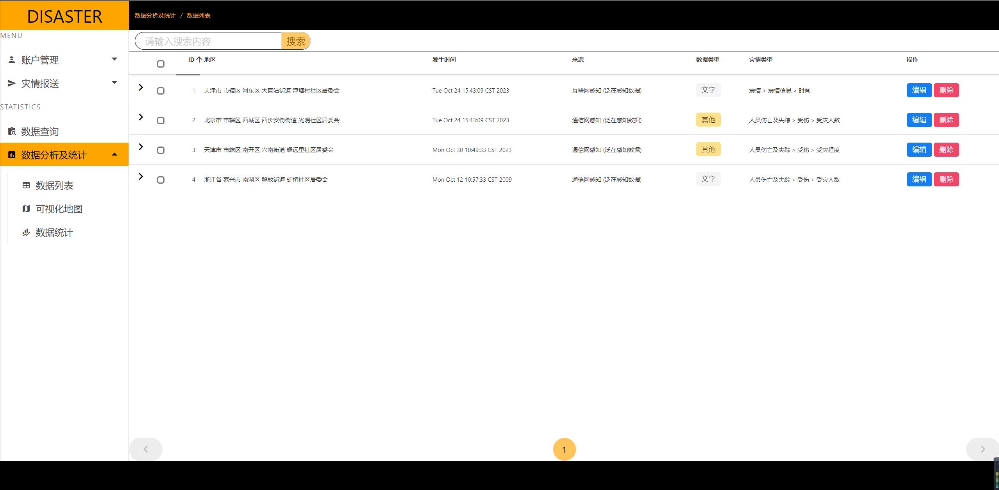 DISASTER
数据分析及统计 / 数据列表
MENU
账户管理
灾情报送
STATISTICS
数据查询
数据分析及统计
数据列表
可视化地图
数据统计
请输入搜索内容 搜索
ID 地区 发生时间 来源 数据类型 灾情类型 操作
1 天津市 市辖区 河东区 大直沽街道 津塘村社区居委会 Tue Oct 24 15:43:09 CST 2023 互联网感知 (泛在感知数据) 文字 震情 > 震情信息 > 时间 编辑 删除
2 北京市 市辖区 西城区 西长安街街道 光明社区居委会 Tue Oct 24 15:43:09 CST 2023 通信网感知 (泛在感知数据) 其他 人员伤亡及失踪 > 受伤 > 受灾人数 编辑 删除
3 天津市 市辖区 南开区 兴南街道 耀远里社区居委会 Mon Oct 30 10:49:33 CST 2023 通信网感知 (泛在感知数据) 其他 人员伤亡及失踪 > 受伤 > 受灾程度 编辑 删除
4 浙江省 嘉兴市 南湖区 解放街道 虹桥社区居委会 Mon Oct 12 10:57:33 CST 2009 通信网感知 (泛在感知数据) 文字 人员伤亡及失踪 > 受伤 > 受灾人数 编辑 删除
1